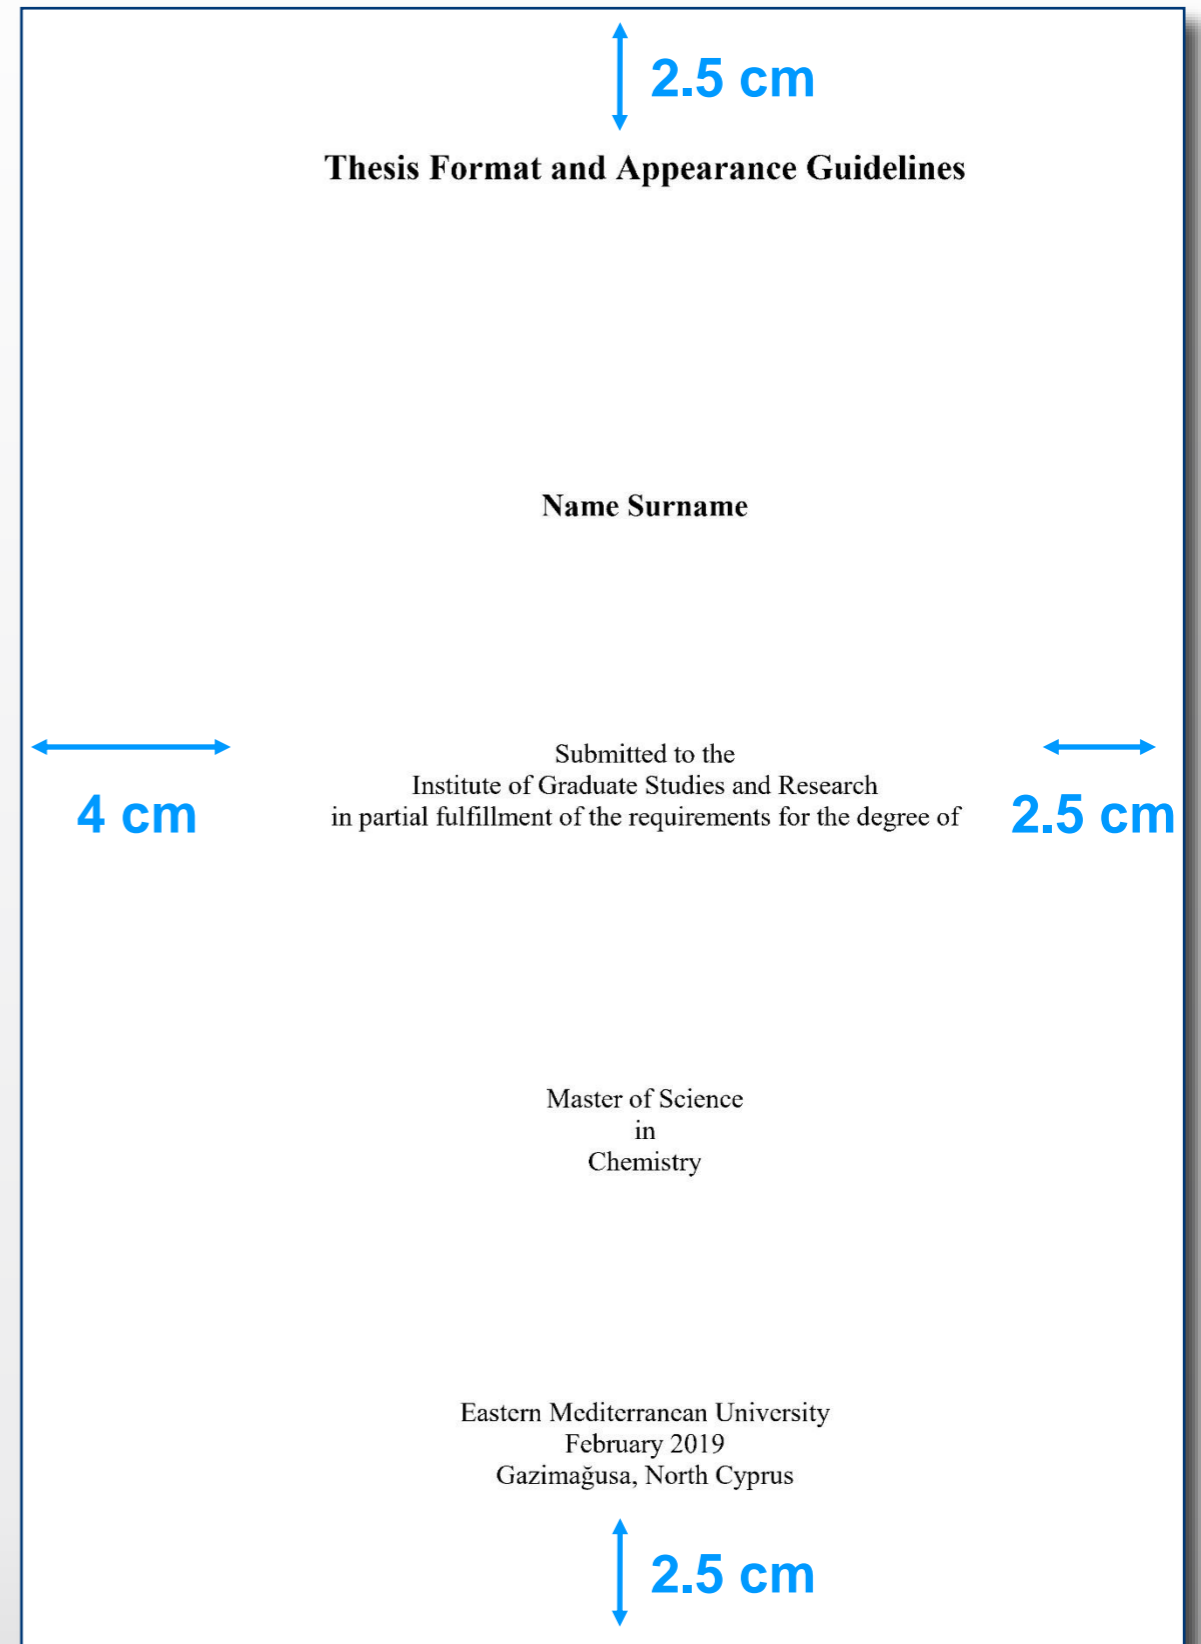 2.5 cm
Thesis Format and Appearance Guidelines
Name Surname
Submitted to the
Institute of Graduate Studies and Research
in partial fulfillment of the requirements for the degree of
4 cm
2.5 cm
Master of Science
in
Chemistry
Eastern Mediterranean University
February 2019
Gazimağusa, North Cyprus
2.5 cm